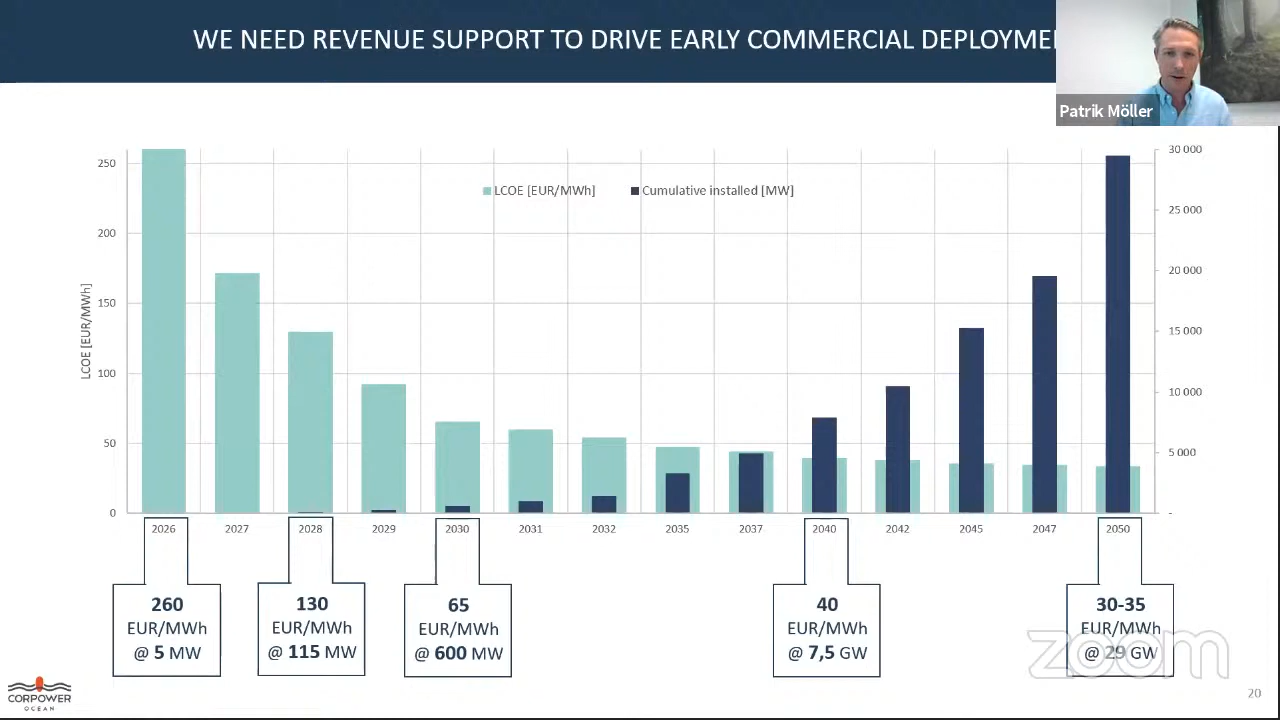 WE NEED REVENUE SUPPORT TO DRIVE EARLY COMMERCIAL DEPLOYME
Patrik Möller
LCOE [EUR/MWh] Cumulative installed [MW]
LCOE [EUR/MWh]
250
200
150
100
50
0
30 000
25 000
20 000
15 000
10 000
5 000
-
2026 2027 2028 2029 2030 2031 2032 2035 2037 2040 2042 2045 2047 2050
260
EUR/MWh
@ 5 MW
130
EUR/MWh
@ 115 MW
65
EUR/MWh
@ 600 MW
40
EUR/MWh
@ 7,5 GW
30-35
EUR/MWh
@ 29 GW
zoom
CORPOWER
OCEAN
20